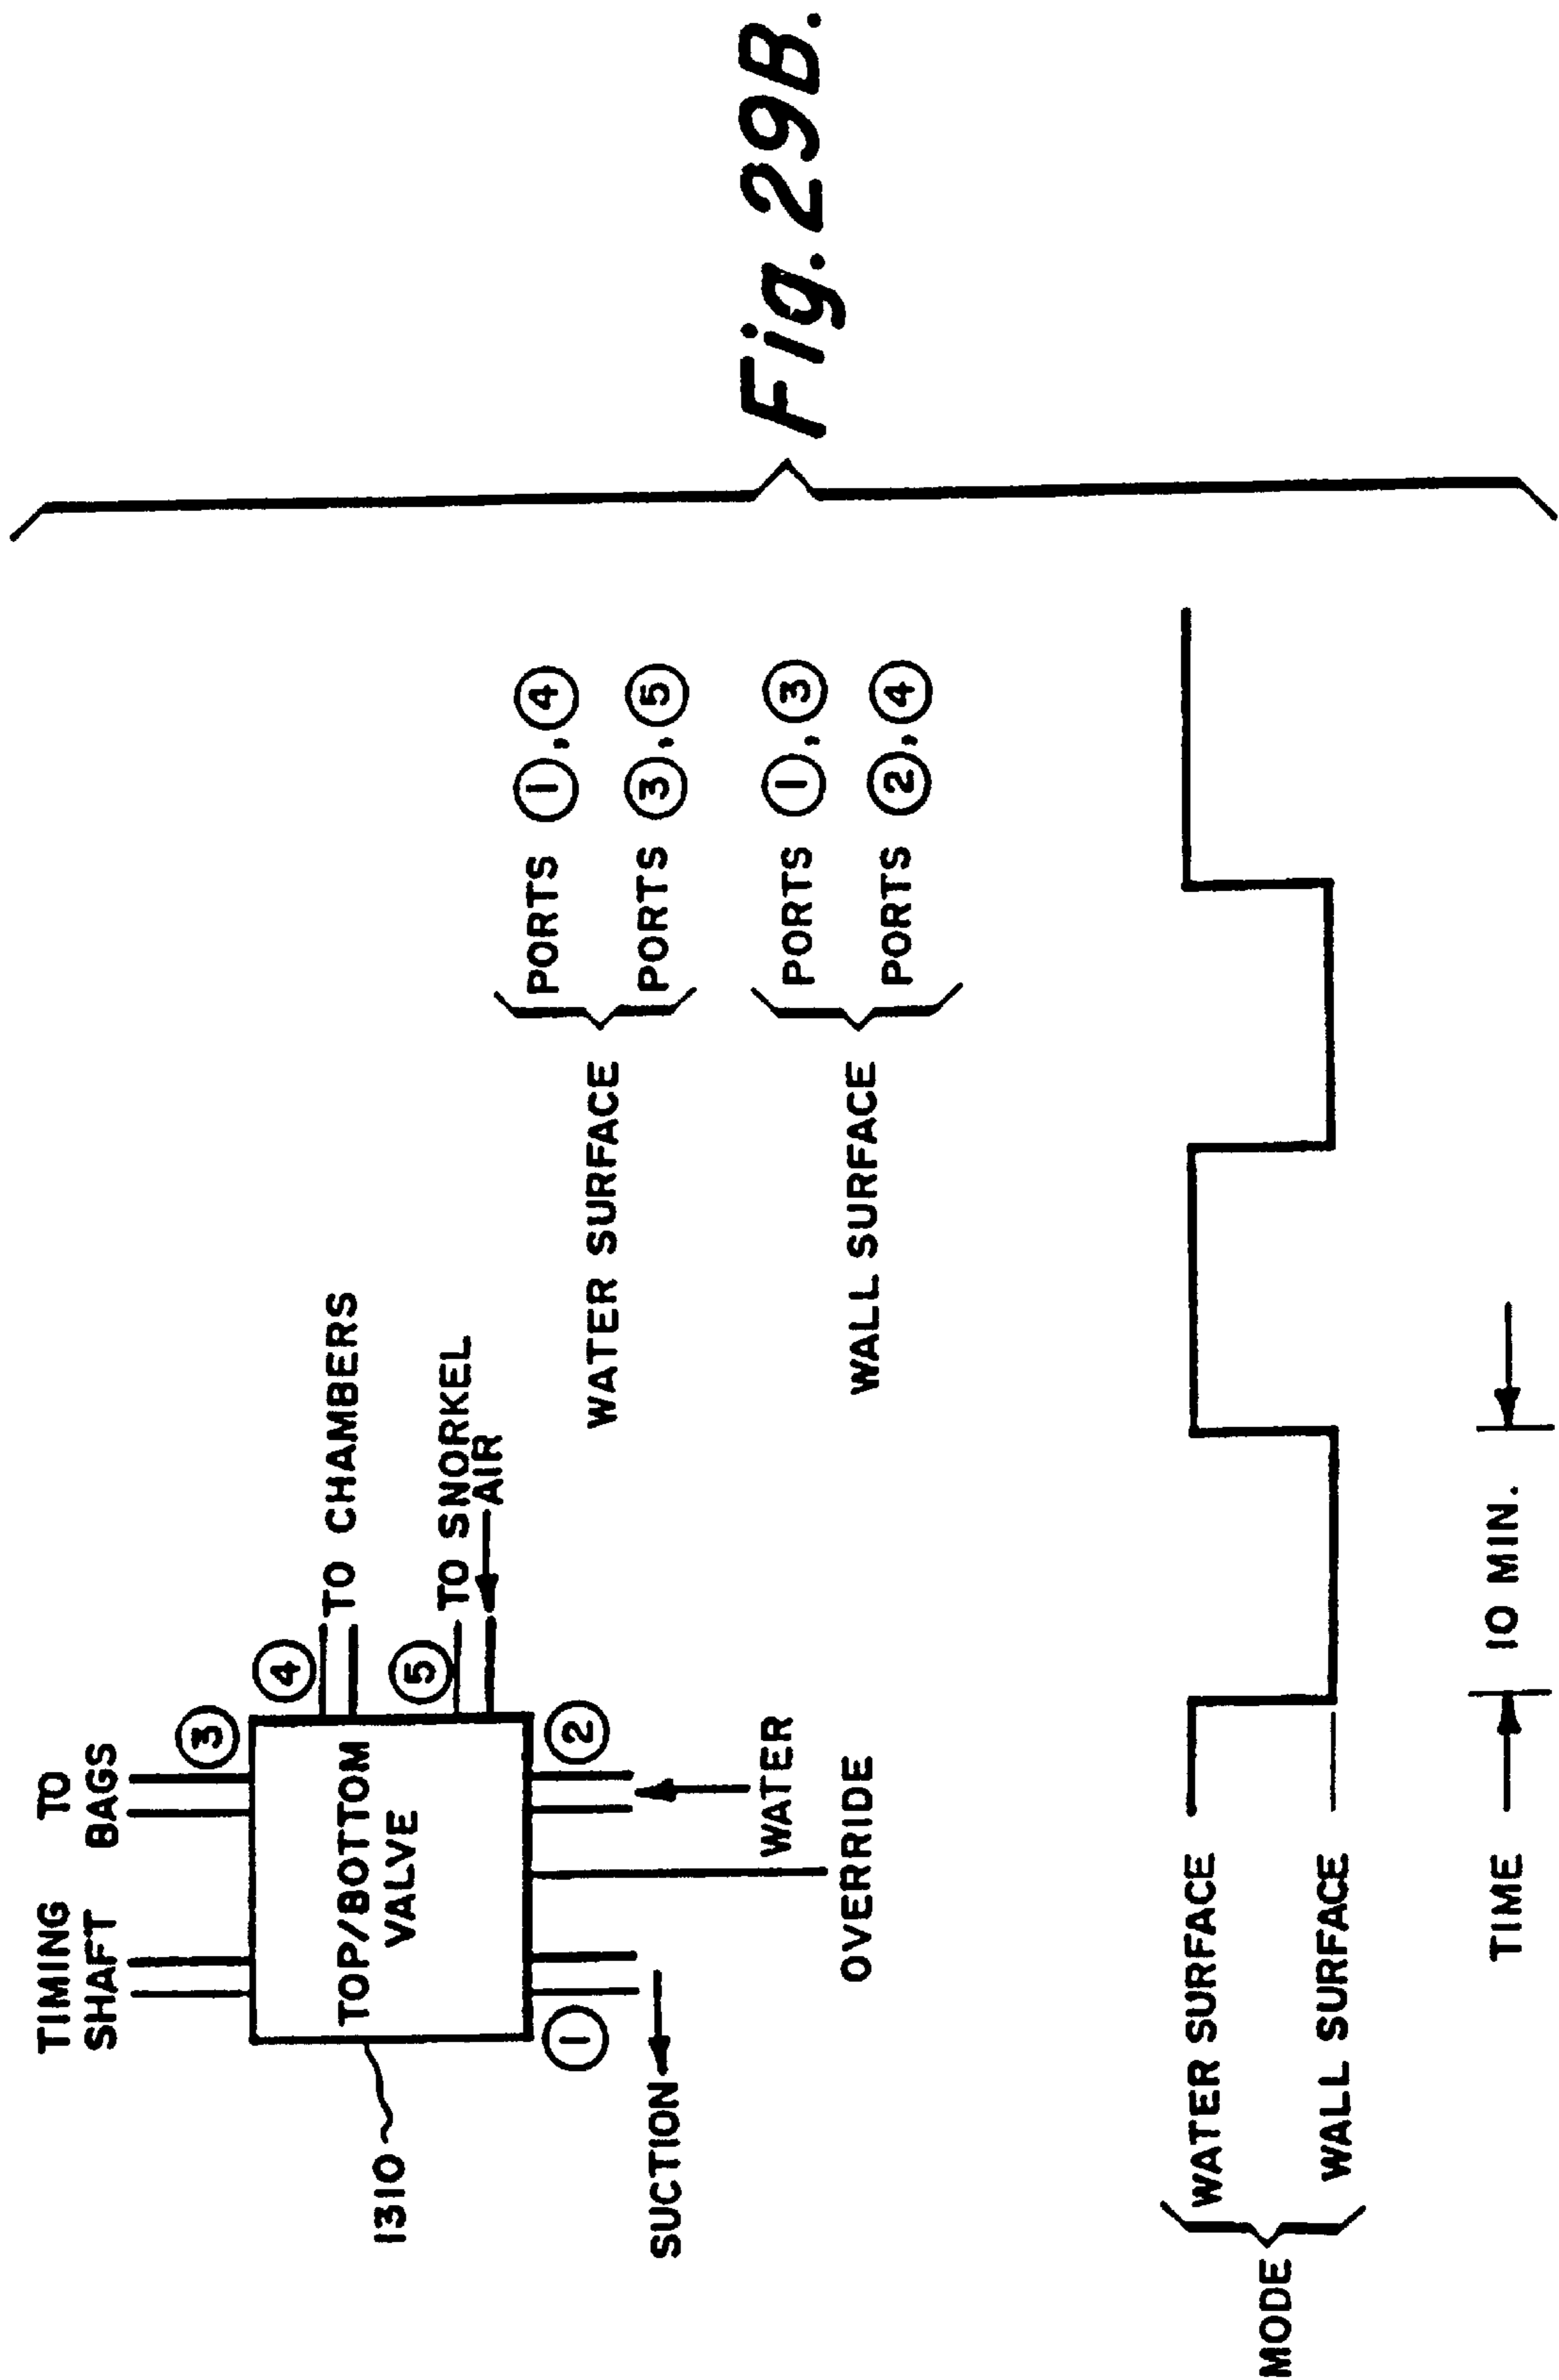 TIMING
SHAFT
TO
BAGS
③
④
TO CHAMBERS
1310
TOP/BOTTOM
VALVE
⑤
TO SNORKEL
AIR
①
②
SUCTION
WATER
OVERRIDE
WATER SURFACE
PORTS ①, ④
PORTS ③, ⑤
WALL SURFACE
PORTS ①, ③
PORTS ②, ④
MODE
WATER SURFACE
WALL SURFACE
TIME
10 MIN.
Fig. 29B.